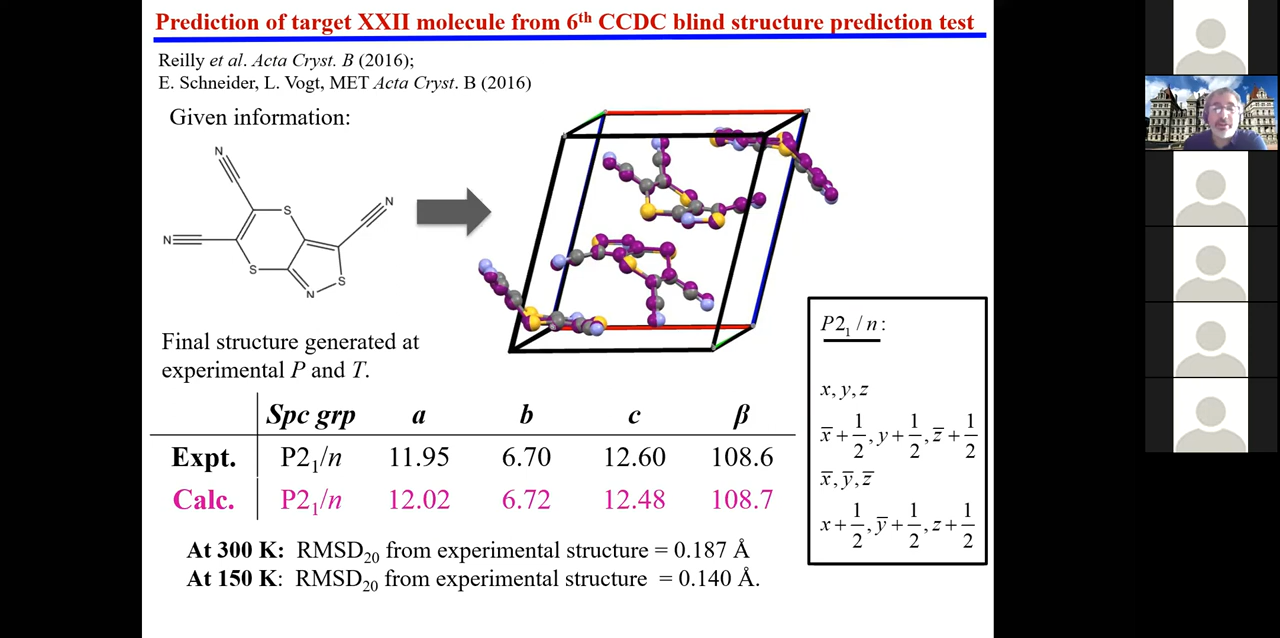 Prediction of target XXII molecule from 6th CCDC blind structure prediction test
Reilly et al. Acta Cryst. B (2016);
E. Schneider, L. Vogt, MET Acta Cryst. B (2016)
Given information:
N
S
N
N
S
S
N
Final structure generated at
experimental P and T.
Spc grp a b c β
Expt. P2₁/n 11.95 6.70 12.60 108.6
Calc. P2₁/n 12.02 6.72 12.48 108.7
At 300 K: RMSD₂₀ from experimental structure = 0.187 Å
At 150 K: RMSD₂₀ from experimental structure = 0.140 Å.
P2₁/n:
x, y, z
x̅+1/2, y+1/2, z̅+1/2
x̅, y̅, z̅
x+1/2, y̅+1/2, z+1/2